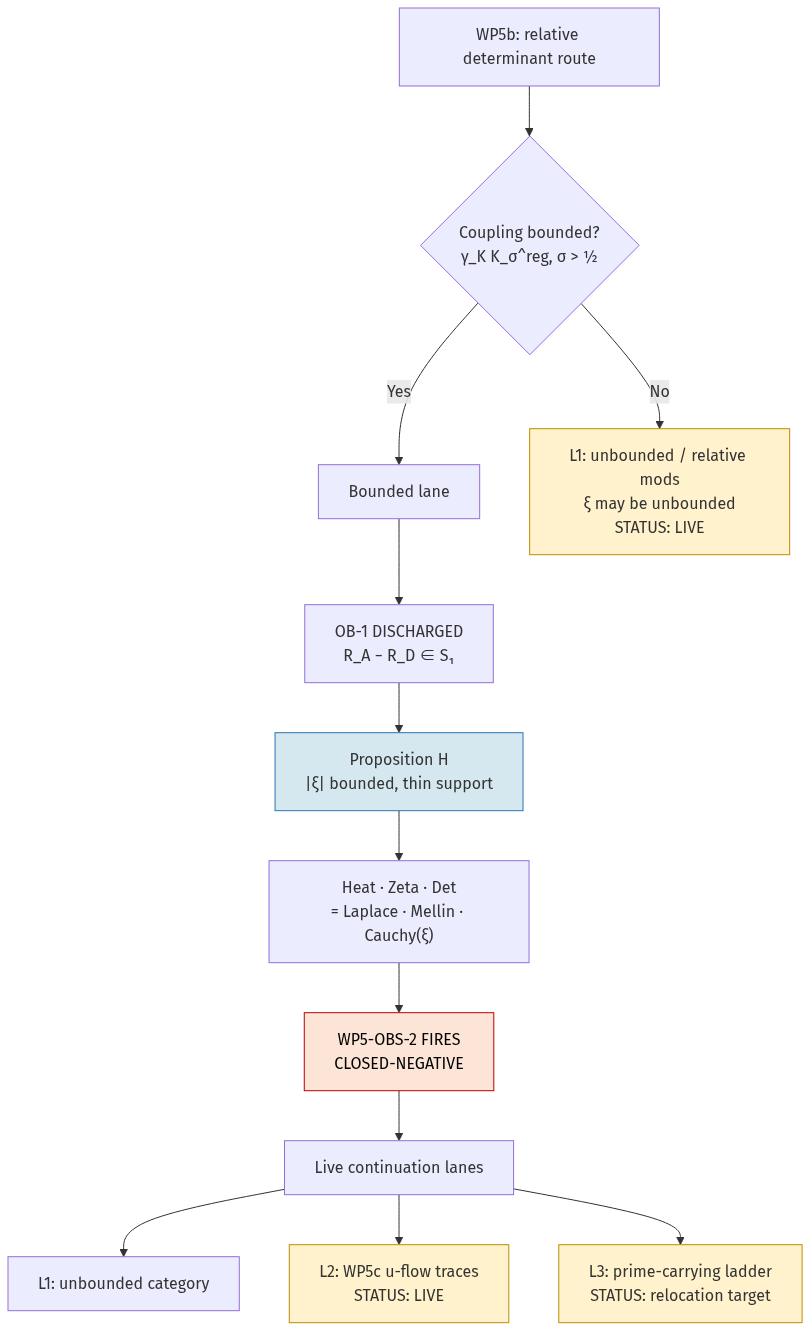 WP5b: relative
determinant route
Coupling bounded?
γ_K K_σ^reg, σ > ½
Yes
No
L1: unbounded / relative
mods
ξ may be unbounded
STATUS: LIVE
Bounded lane
OB-1 DISCHARGED
R_A − R_D ∈ S₁
Proposition H
|ξ| bounded, thin support
Heat · Zeta · Det
= Laplace · Mellin ·
Cauchy(ξ)
WP5-OBS-2 FIRES
CLOSED-NEGATIVE
Live continuation lanes
L1: unbounded category
L2: WP5c u-flow traces
STATUS: LIVE
L3: prime-carrying ladder
STATUS: relocation target